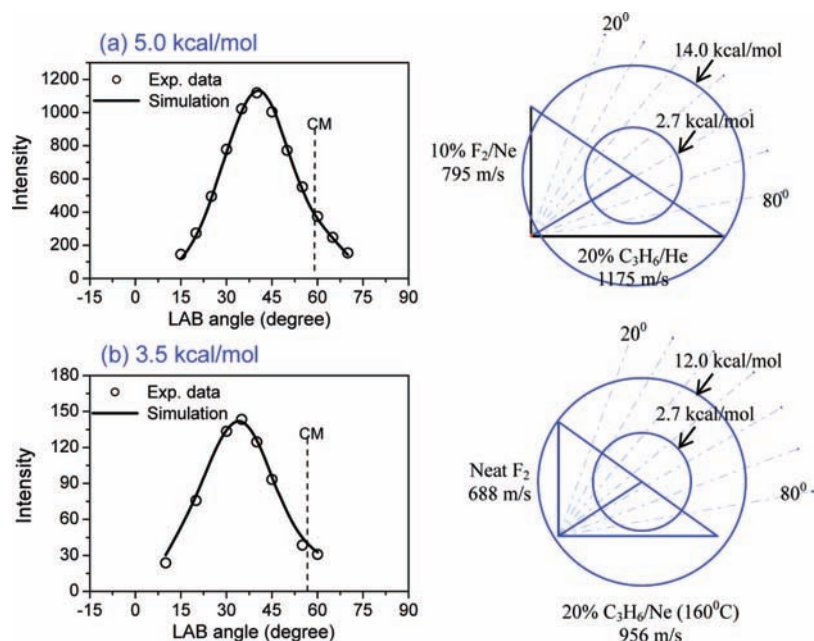 (a) 5.0 kcal/mol
1200
1000
800
600
400
200
0
Intensity
Exp. data
Simulation
CM
-15 0 15 30 45 60 75 90
LAB angle (degree)
20⁰
14.0 kcal/mol
2.7 kcal/mol
10% F₂/Ne
795 m/s
80⁰
20% C₃H₆/He
1175 m/s
(b) 3.5 kcal/mol
180
150
120
90
60
30
0
Intensity
Exp. data
Simulation
CM
-15 0 15 30 45 60 75 90
LAB angle (degree)
20⁰
12.0 kcal/mol
2.7 kcal/mol
Neat F₂
688 m/s
80⁰
20% C₃H₆/Ne (160⁰C)
956 m/s